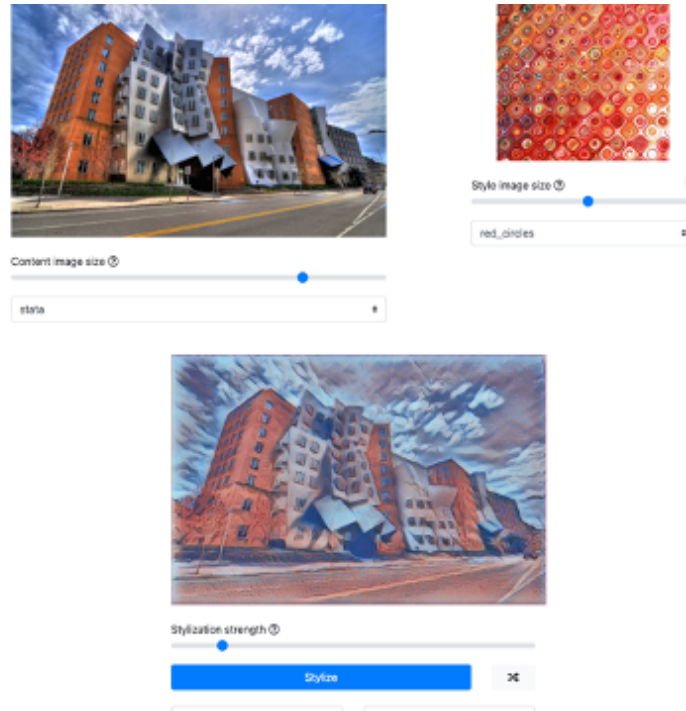 Style image size
red_circles
Content image size
stata
Stylization strength
Stylize